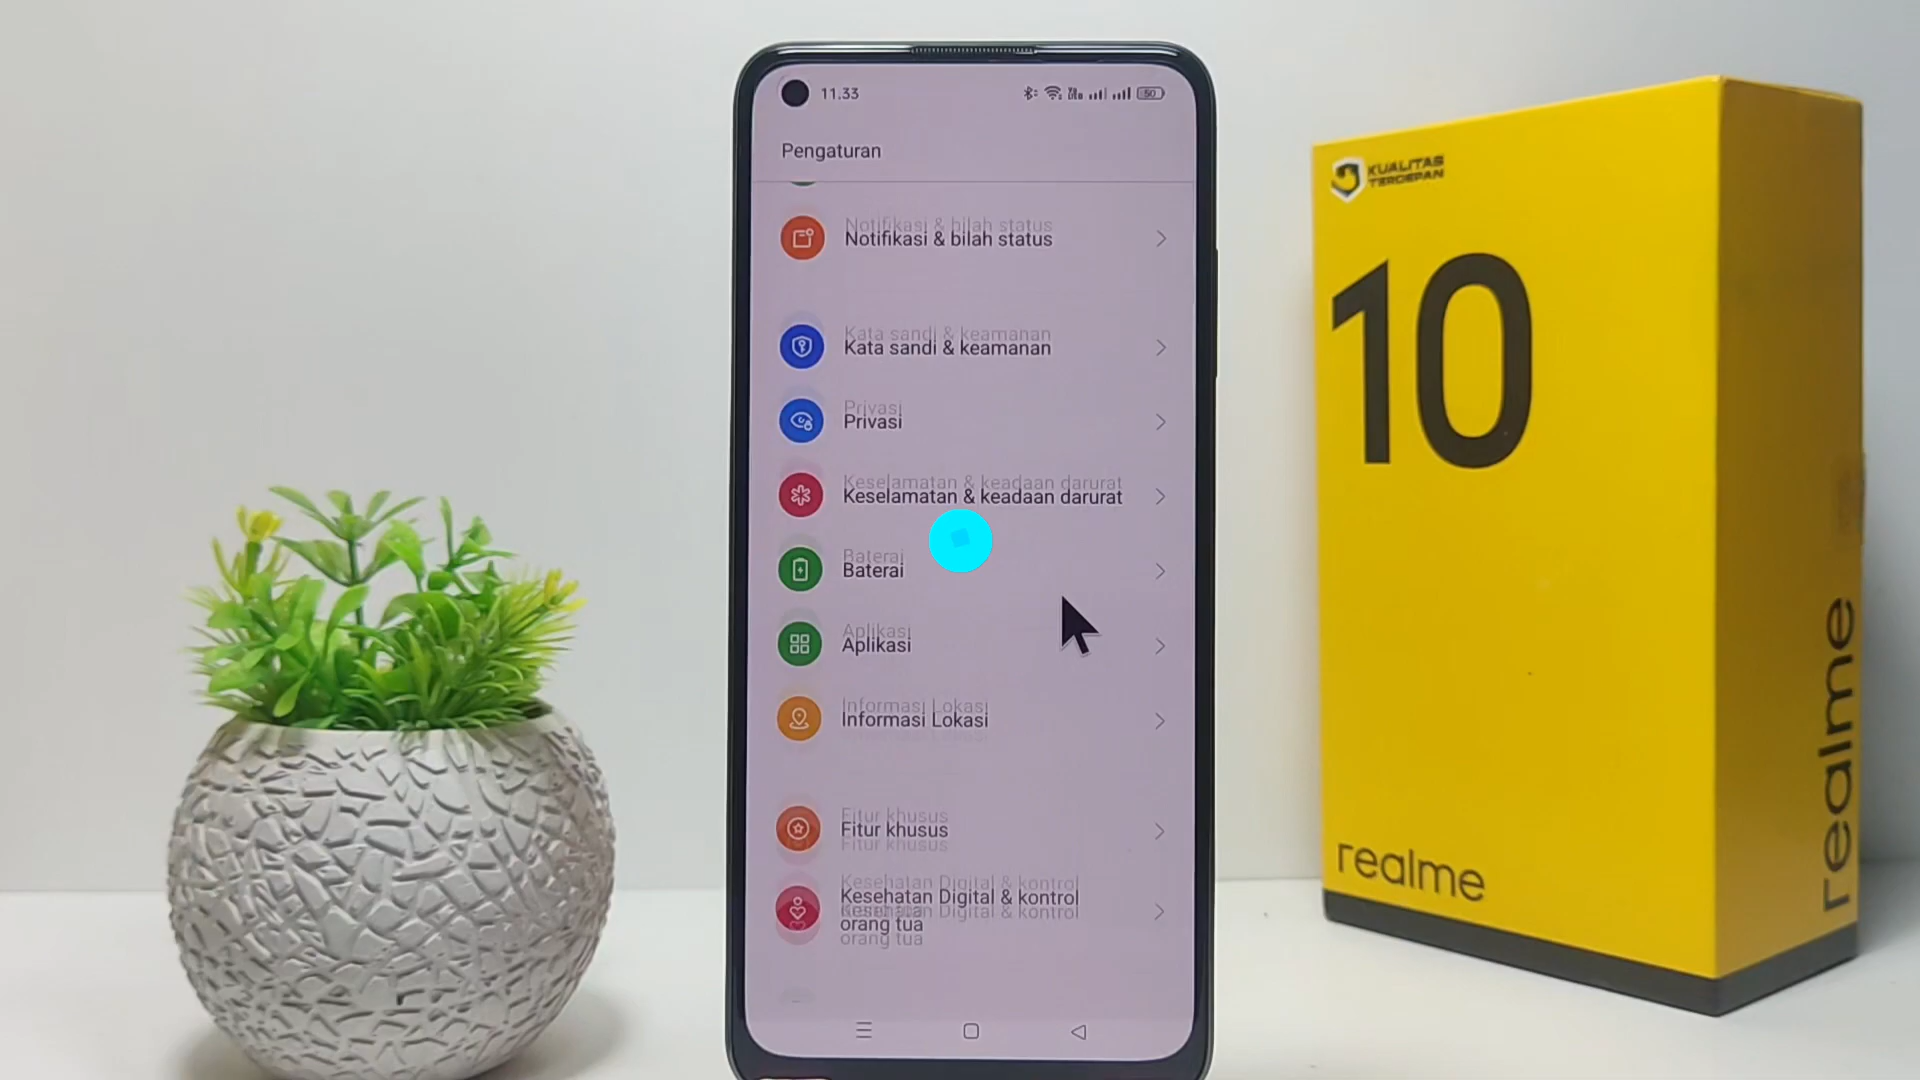 11.33
50
Pengaturan
Notifikasi & bilah status
Kata sandi & keamanan
Privasi
Keselamatan & keadaan darurat
Baterai
Aplikasi
Informasi Lokasi
Fitur khusus
Kesehatan Digital & kontrol
orang tua
KUALITAS
TERDEPAN
10
realme
realme